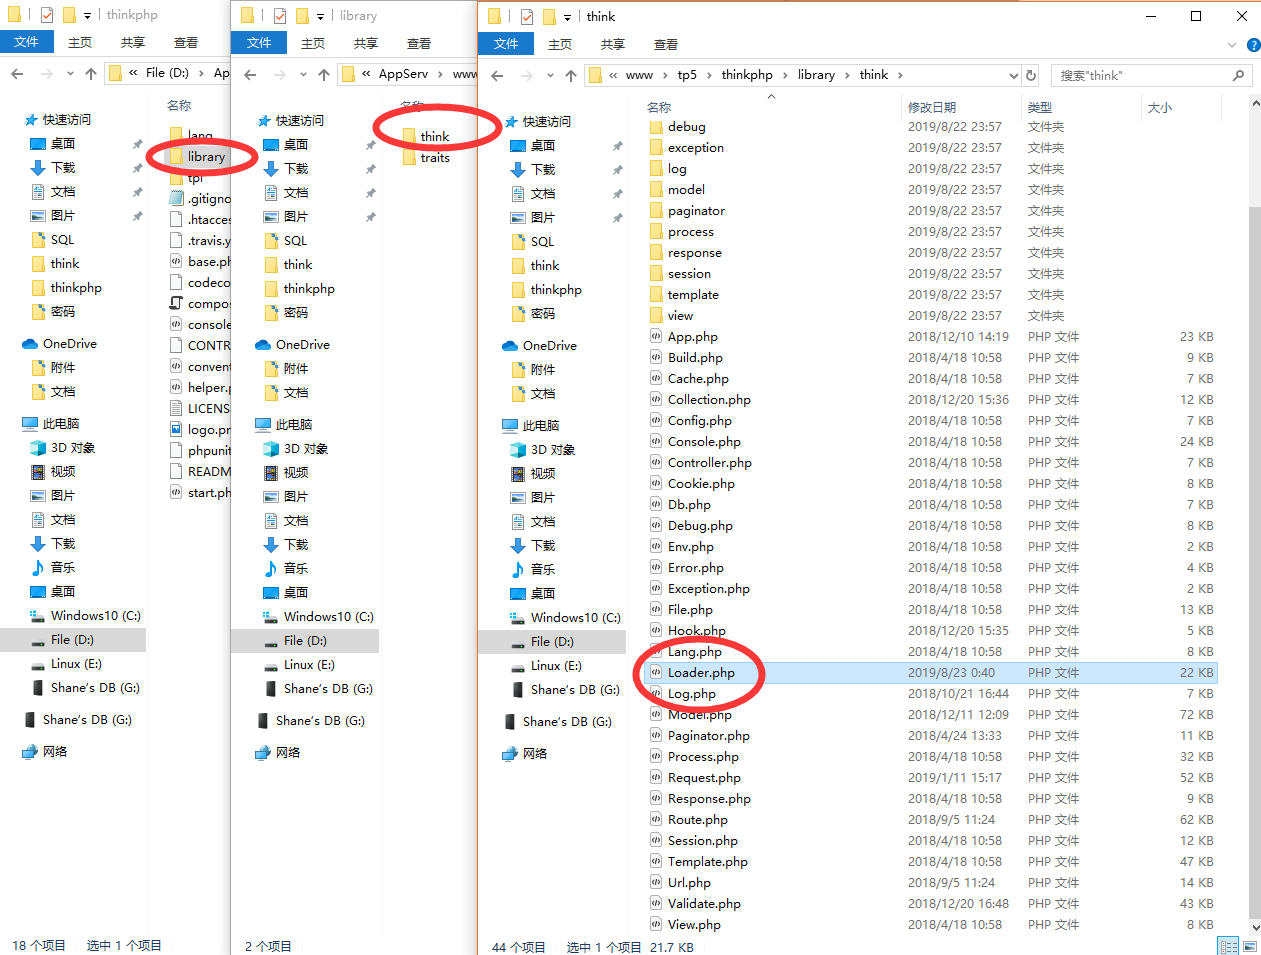 thinkphp
文件 主页 共享 查看
« File (D:) › Ap
名称
快速访问
桌面
下载
文档
图片
SQL
think
thinkphp
密码
OneDrive
附件
文档
此电脑
3D 对象
视频
图片
文档
下载
音乐
桌面
Windows10 (C:)
File (D:)
Linux (E:)
Shane's DB (G:)
Shane's DB (G:)
网络
lang
library
tpl
.gitigno
.htacces
.travis.y
base.ph
codeco
compos
console
CONTR
conven
helper.p
LICENS
logo.pn
phpunit
READM
start.ph
18 个项目 选中 1 个项目
library
文件 主页 共享 查看
« AppServ › www
名称
快速访问
桌面
下载
文档
图片
SQL
think
thinkphp
密码
OneDrive
附件
文档
此电脑
3D 对象
视频
图片
文档
下载
音乐
桌面
Windows10 (C:)
File (D:)
Linux (E:)
Shane's DB (G:)
Shane's DB (G:)
网络
think
traits
2 个项目
think
文件 主页 共享 查看
« www › tp5 › thinkphp › library › think ›
搜索"think"
快速访问
桌面
下载
文档
图片
SQL
think
thinkphp
密码
OneDrive
附件
文档
此电脑
3D 对象
视频
图片
文档
下载
音乐
桌面
Windows10 (C:)
File (D:)
Linux (E:)
Shane's DB (G:)
Shane's DB (G:)
网络
名称 修改日期 类型 大小
debug 2019/8/22 23:57 文件夹
exception 2019/8/22 23:57 文件夹
log 2019/8/22 23:57 文件夹
model 2019/8/22 23:57 文件夹
paginator 2019/8/22 23:57 文件夹
process 2019/8/22 23:57 文件夹
response 2019/8/22 23:57 文件夹
session 2019/8/22 23:57 文件夹
template 2019/8/22 23:57 文件夹
view 2019/8/22 23:57 文件夹
App.php 2018/12/10 14:19 PHP 文件 23 KB
Build.php 2018/4/18 10:58 PHP 文件 9 KB
Cache.php 2018/4/18 10:58 PHP 文件 7 KB
Collection.php 2018/12/20 15:36 PHP 文件 12 KB
Config.php 2018/4/18 10:58 PHP 文件 7 KB
Console.php 2018/4/18 10:58 PHP 文件 24 KB
Controller.php 2018/4/18 10:58 PHP 文件 7 KB
Cookie.php 2018/4/18 10:58 PHP 文件 8 KB
Db.php 2018/4/18 10:58 PHP 文件 7 KB
Debug.php 2018/4/18 10:58 PHP 文件 8 KB
Env.php 2018/4/18 10:58 PHP 文件 2 KB
Error.php 2018/4/18 10:58 PHP 文件 4 KB
Exception.php 2018/4/18 10:58 PHP 文件 2 KB
File.php 2018/4/18 10:58 PHP 文件 13 KB
Hook.php 2018/12/20 15:35 PHP 文件 5 KB
Lang.php 2018/4/18 10:58 PHP 文件 8 KB
Loader.php 2019/8/23 0:40 PHP 文件 22 KB
Log.php 2018/10/21 16:44 PHP 文件 7 KB
Model.php 2018/12/11 12:09 PHP 文件 72 KB
Paginator.php 2018/4/24 13:33 PHP 文件 11 KB
Process.php 2018/4/18 10:58 PHP 文件 32 KB
Request.php 2019/1/11 15:17 PHP 文件 52 KB
Response.php 2018/4/18 10:58 PHP 文件 9 KB
Route.php 2018/9/5 11:24 PHP 文件 62 KB
Session.php 2018/4/18 10:58 PHP 文件 12 KB
Template.php 2018/4/18 10:58 PHP 文件 47 KB
Url.php 2018/9/5 11:24 PHP 文件 14 KB
Validate.php 2018/12/20 16:48 PHP 文件 43 KB
View.php 2018/4/18 10:58 PHP 文件 8 KB
44 个项目 选中 1 个项目 21.7 KB